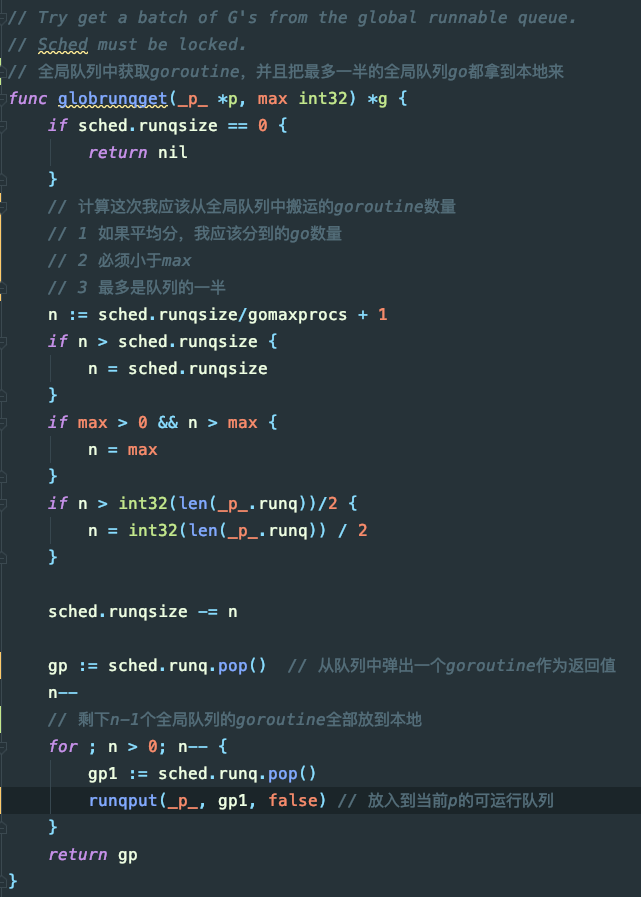 // Try get a batch of G's from the global runnable queue.
// Sched must be locked.
// 全局队列中获取goroutine，并且把最多一半的全局队列go都拿到本地来
func globrunqget(_p_ *p, max int32) *g {
    if sched.runqsize == 0 {
        return nil
    }
    // 计算这次我应该从全局队列中搬运的goroutine数量
    // 1 如果平均分，我应该分到的go数量
    // 2 必须小于max
    // 3 最多是队列的一半
    n := sched.runqsize/gomaxprocs + 1
    if n > sched.runqsize {
        n = sched.runqsize
    }
    if max > 0 && n > max {
        n = max
    }
    if n > int32(len(_p_.runq))/2 {
        n = int32(len(_p_.runq)) / 2
    }
    sched.runqsize -= n
    gp := sched.runq.pop()  // 从队列中弹出一个goroutine作为返回值
    n--
    // 剩下n-1个全局队列的goroutine全部放到本地
    for ; n > 0; n-- {
        gp1 := sched.runq.pop()
        runqput(_p_, gp1, false) // 放入到当前p的可运行队列
    }
    return gp
}